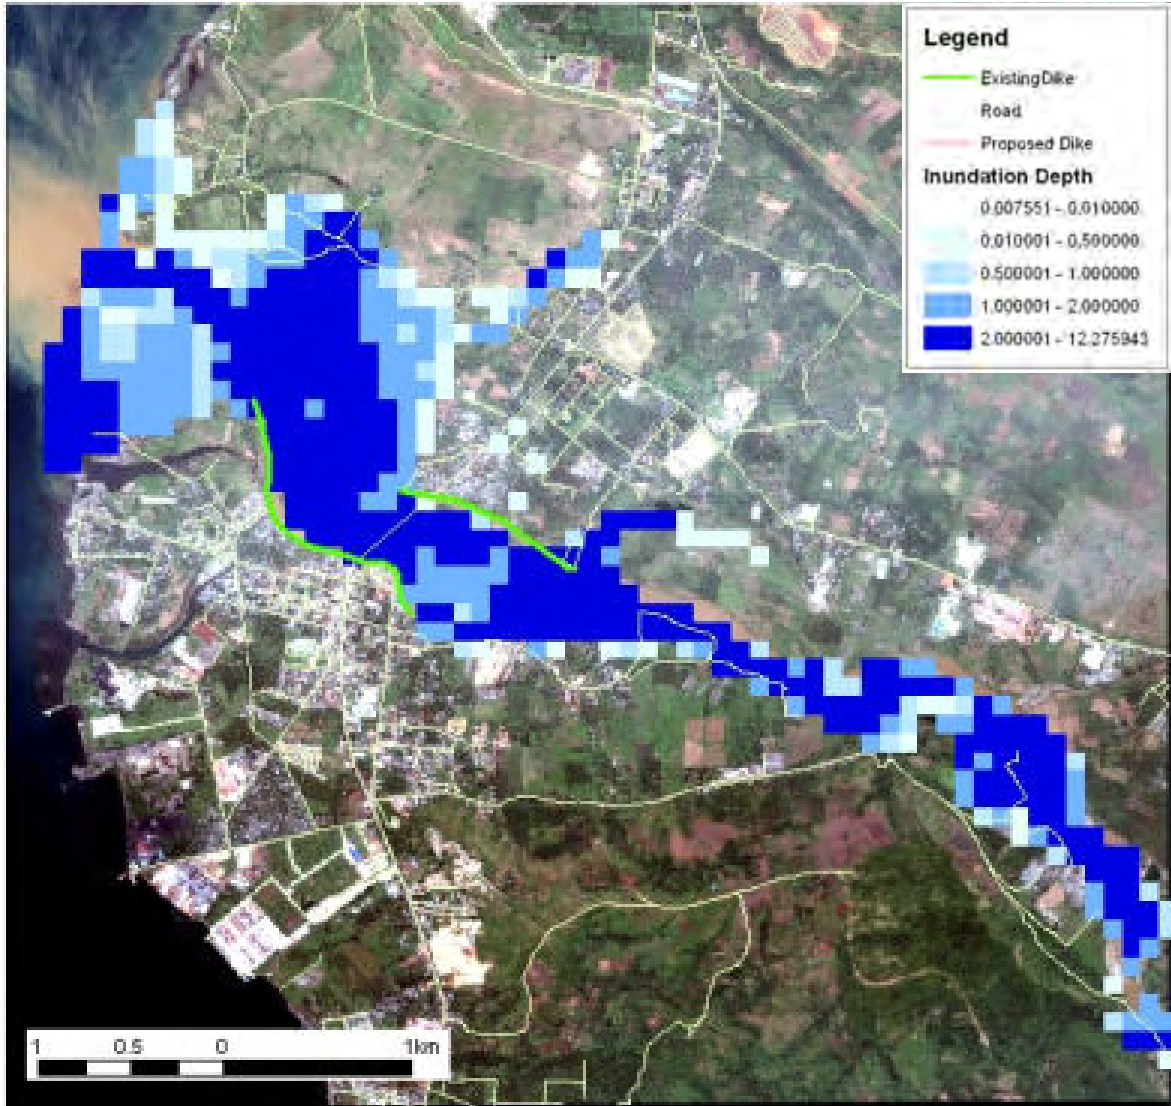 Legend
ExistingDike
Road
Proposed Dike
Inundation Depth
0.007551 - 0.010000
0.010001 - 0.500000
0.500001 - 1.000000
1.000001 - 2.000000
2.000001 - 12.275943
1 0.5 0 1km